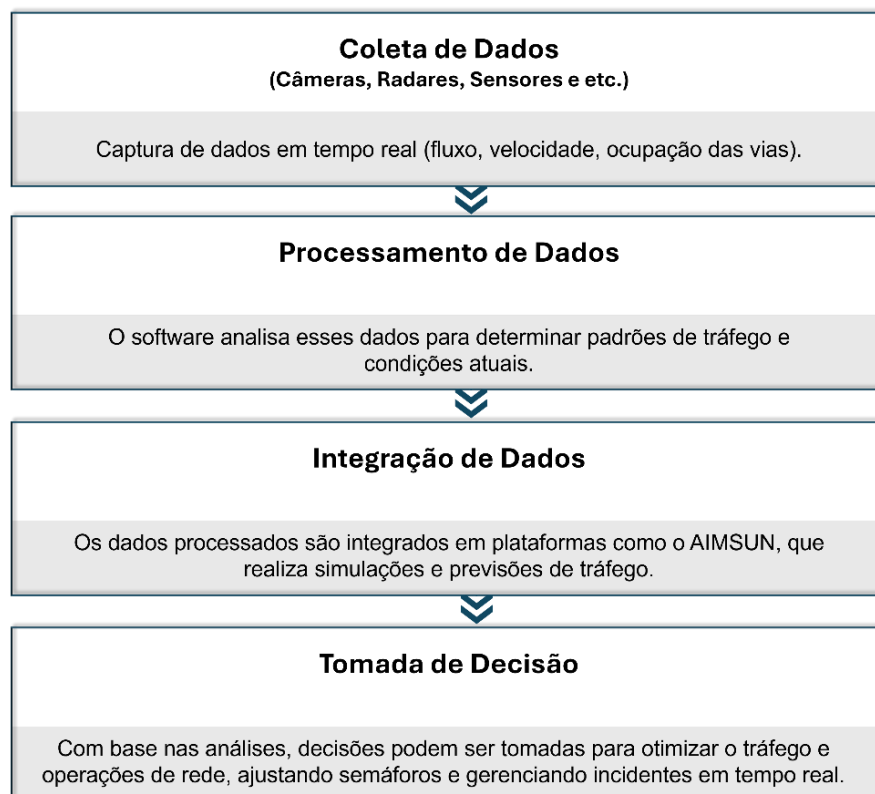 Coleta de Dados
(Câmeras, Radares, Sensores e etc.)
Captura de dados em tempo real (fluxo, velocidade, ocupação das vias).
Processamento de Dados
O software analisa esses dados para determinar padrões de tráfego e
condições atuais.
Integração de Dados
Os dados processados são integrados em plataformas como o AIMSUN, que
realiza simulações e previsões de tráfego.
Tomada de Decisão
Com base nas análises, decisões podem ser tomadas para otimizar o tráfego e
operações de rede, ajustando semáforos e gerenciando incidentes em tempo real.